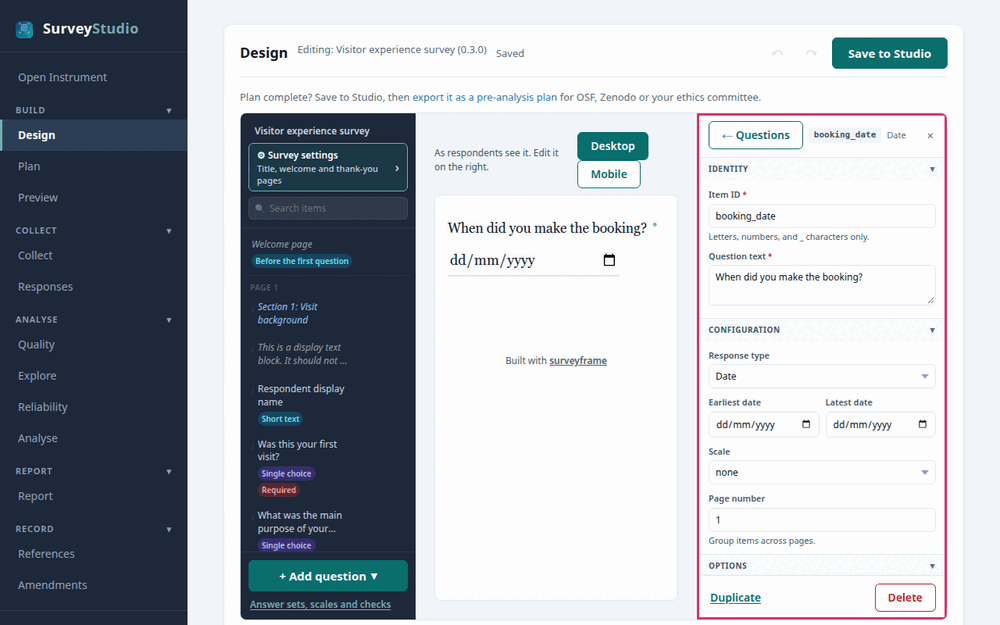 SurveyStudio
Open Instrument
BUILD
Design
Plan
Preview
COLLECT
Collect
Responses
ANALYSE
Quality
Explore
Reliability
Analyse
REPORT
Report
RECORD
References
Amendments
Design
Editing: Visitor experience survey (0.3.0)
Saved
Save to Studio
Plan complete? Save to Studio, then export it as a pre-analysis plan for OSF, Zenodo or your ethics committee.
Visitor experience survey
Survey settings
Title, welcome and thank-you
pages
Search items
Welcome page
Before the first question
PAGE 1
Section 1: Visit
background
This is a display text
block. It should not ...
Respondent display
name
Short text
Was this your first
visit?
Single choice
Required
What was the main
purpose of your...
Single choice
+ Add question ▼
Answer sets, scales and checks
As respondents see it. Edit it
on the right.
Desktop
Mobile
When did you make the booking? *
dd/mm/yyyy
Built with surveyframe
← Questions
booking_date
Date
×
IDENTITY
Item ID *
booking_date
Letters, numbers, and _ characters only.
Question text *
When did you make the booking?
CONFIGURATION
Response type
Date
Earliest date
Latest date
dd/mm/yyyy
dd/mm/yyyy
Scale
none
Page number
1
Group items across pages.
OPTIONS
Duplicate
Delete